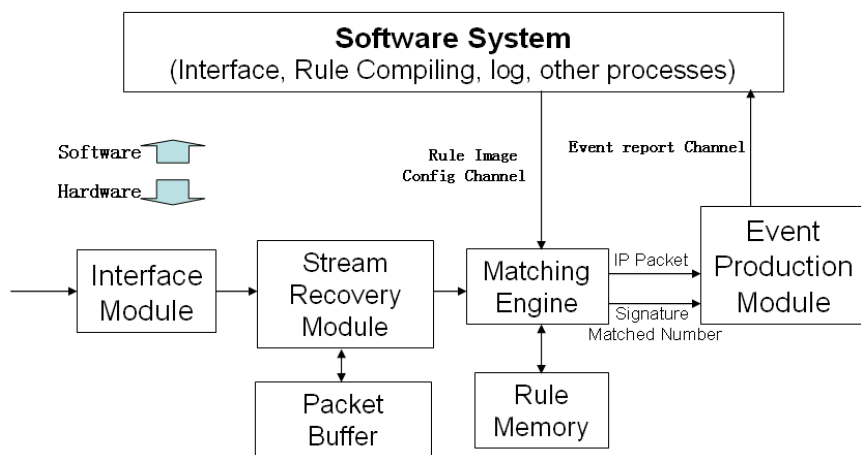 Software System
(Interface, Rule Compiling, log, other processes)
Software
Hardware
Rule Image
Config Channel
Event report Channel
Interface
Module
Stream
Recovery
Module
Matching
Engine
IP Packet
Signature
Matched Number
Event
Production
Module
Packet
Buffer
Rule
Memory